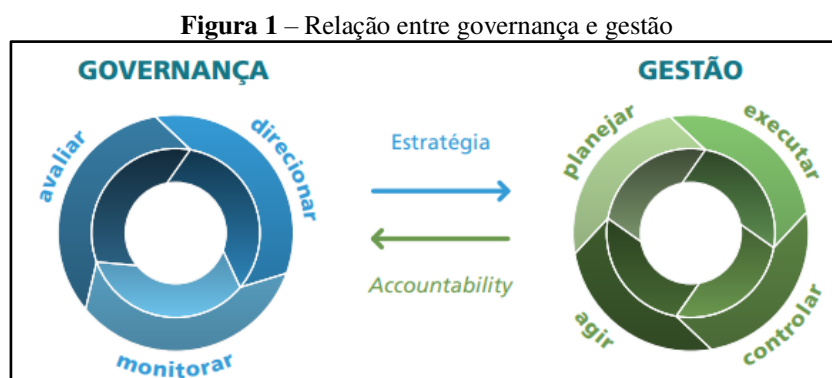 Figura 1 – Relação entre governança e gestão
GOVERNANÇA
avaliar
direcionar
monitorar
Estratégia
Accountability
GESTÃO
planejar
executar
agir
controlar